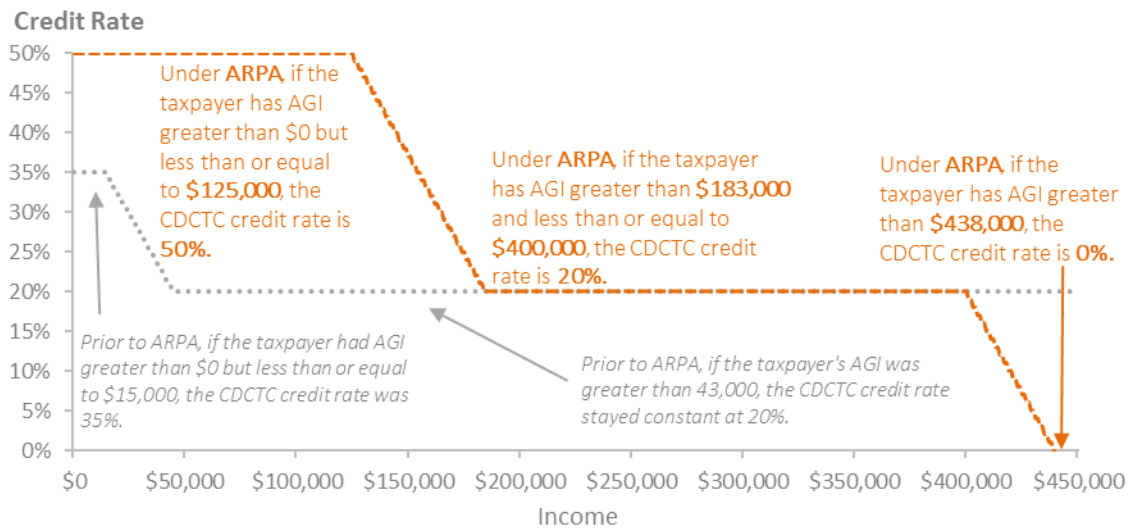 Credit Rate
50%
45%
40%
35%
30%
25%
20%
15%
10%
5%
0%
Under ARPA, if the
taxpayer has AGI
greater than $0 but
less than or equal
to $125,000, the
CDCTC credit rate is
50%.
Under ARPA, if the taxpayer
has AGI greater than $183,000
and less than or equal to
$400,000, the CDCTC credit
rate is 20%.
Under ARPA, if the
taxpayer has AGI greater
than $438,000, the
CDCTC credit rate is 0%.
Prior to ARPA, if the taxpayer had AGI
greater than $0 but less than or equal
to $15,000, the CDCTC credit rate was
35%.
Prior to ARPA, if the taxpayer's AGI was
greater than 43,000, the CDCTC credit rate
stayed constant at 20%.
$0 $50,000 $100,000 $150,000 $200,000 $250,000 $300,000 $350,000 $400,000 $450,000
Income